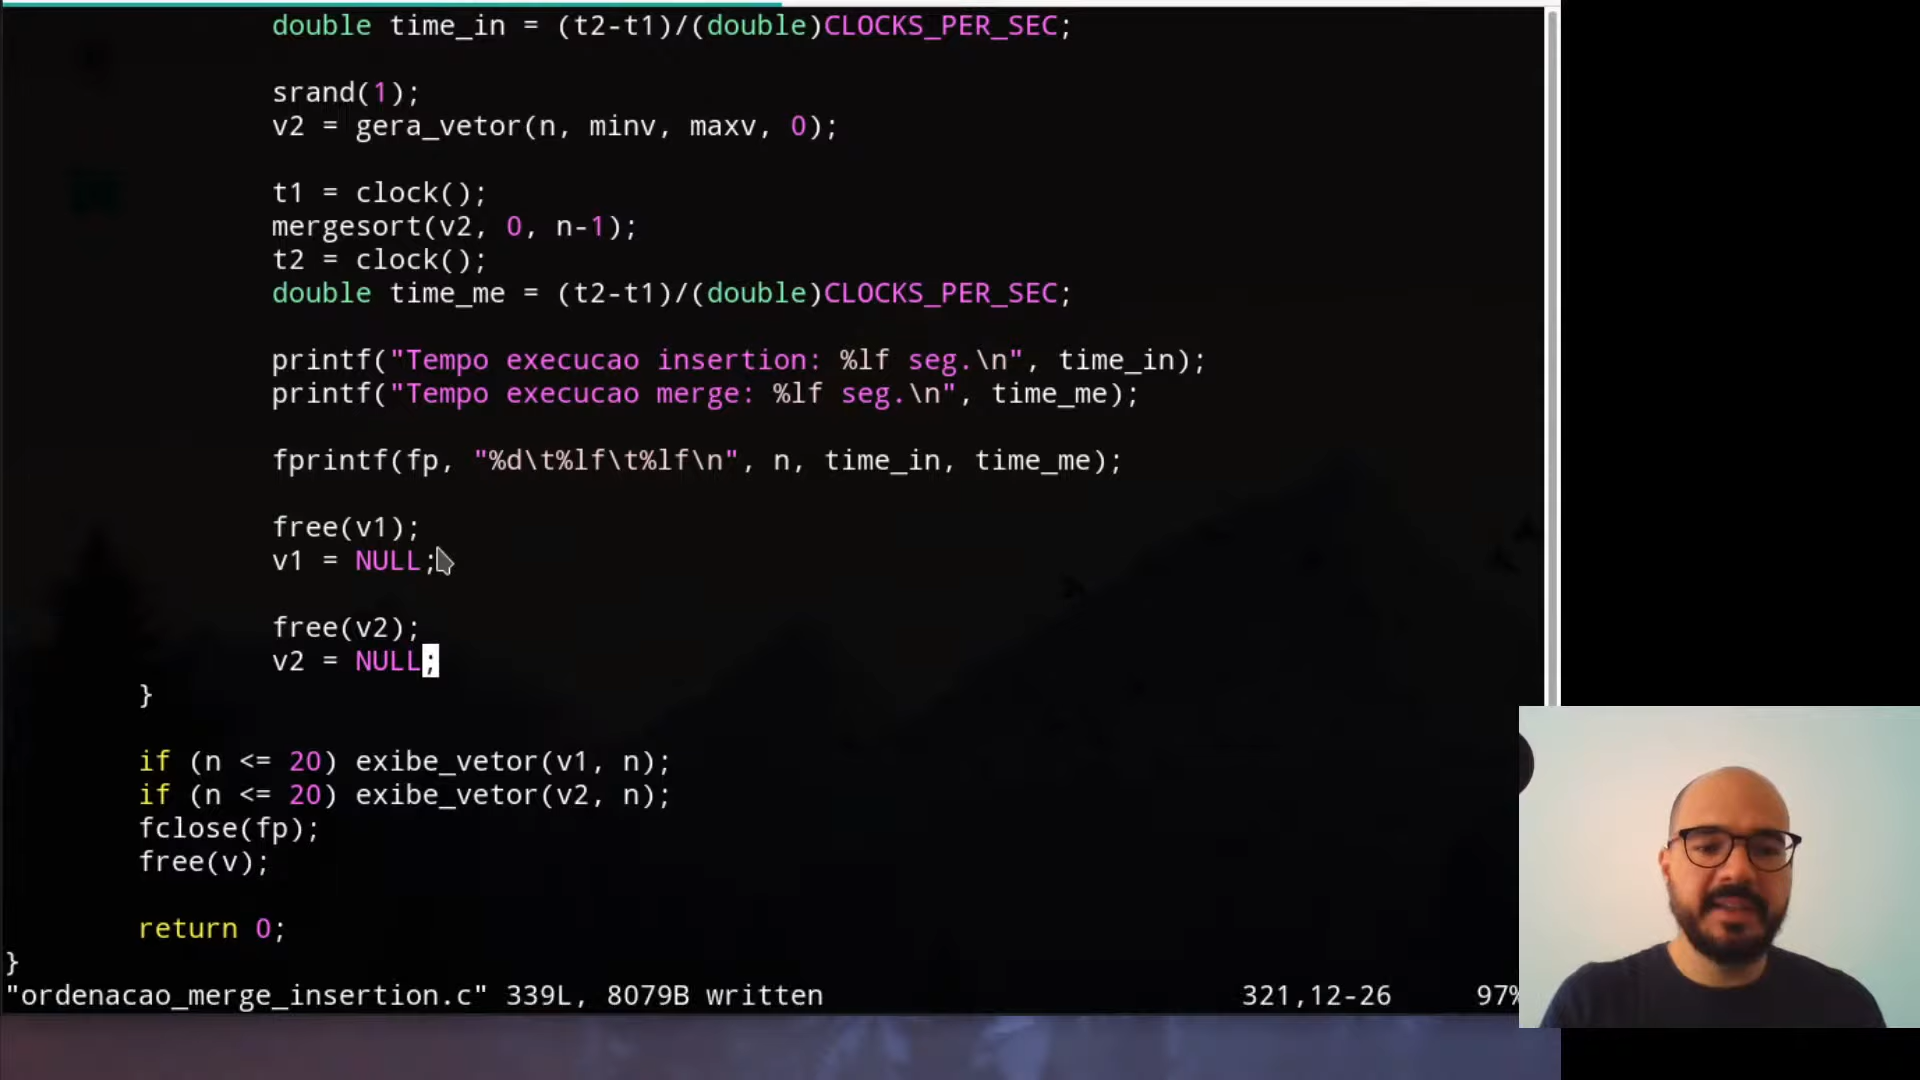 double time_in = (t2-t1)/(double)CLOCKS_PER_SEC;
srand(1);
v2 = gera_vetor(n, minv, maxv, 0);
t1 = clock();
mergesort(v2, 0, n-1);
t2 = clock();
double time_me = (t2-t1)/(double)CLOCKS_PER_SEC;
printf("Tempo execucao insertion: %lf seg.\n", time_in);
printf("Tempo execucao merge: %lf seg.\n", time_me);
fprintf(fp, "%d\t%lf\t%lf\n", n, time_in, time_me);
free(v1);
v1 = NULL;
free(v2);
v2 = NULL;
}
if (n <= 20) exibe_vetor(v1, n);
if (n <= 20) exibe_vetor(v2, n);
fclose(fp);
free(v);
return 0;
}
"ordenacao_merge_insertion.c" 339L, 8079B written 321,12-26 97%